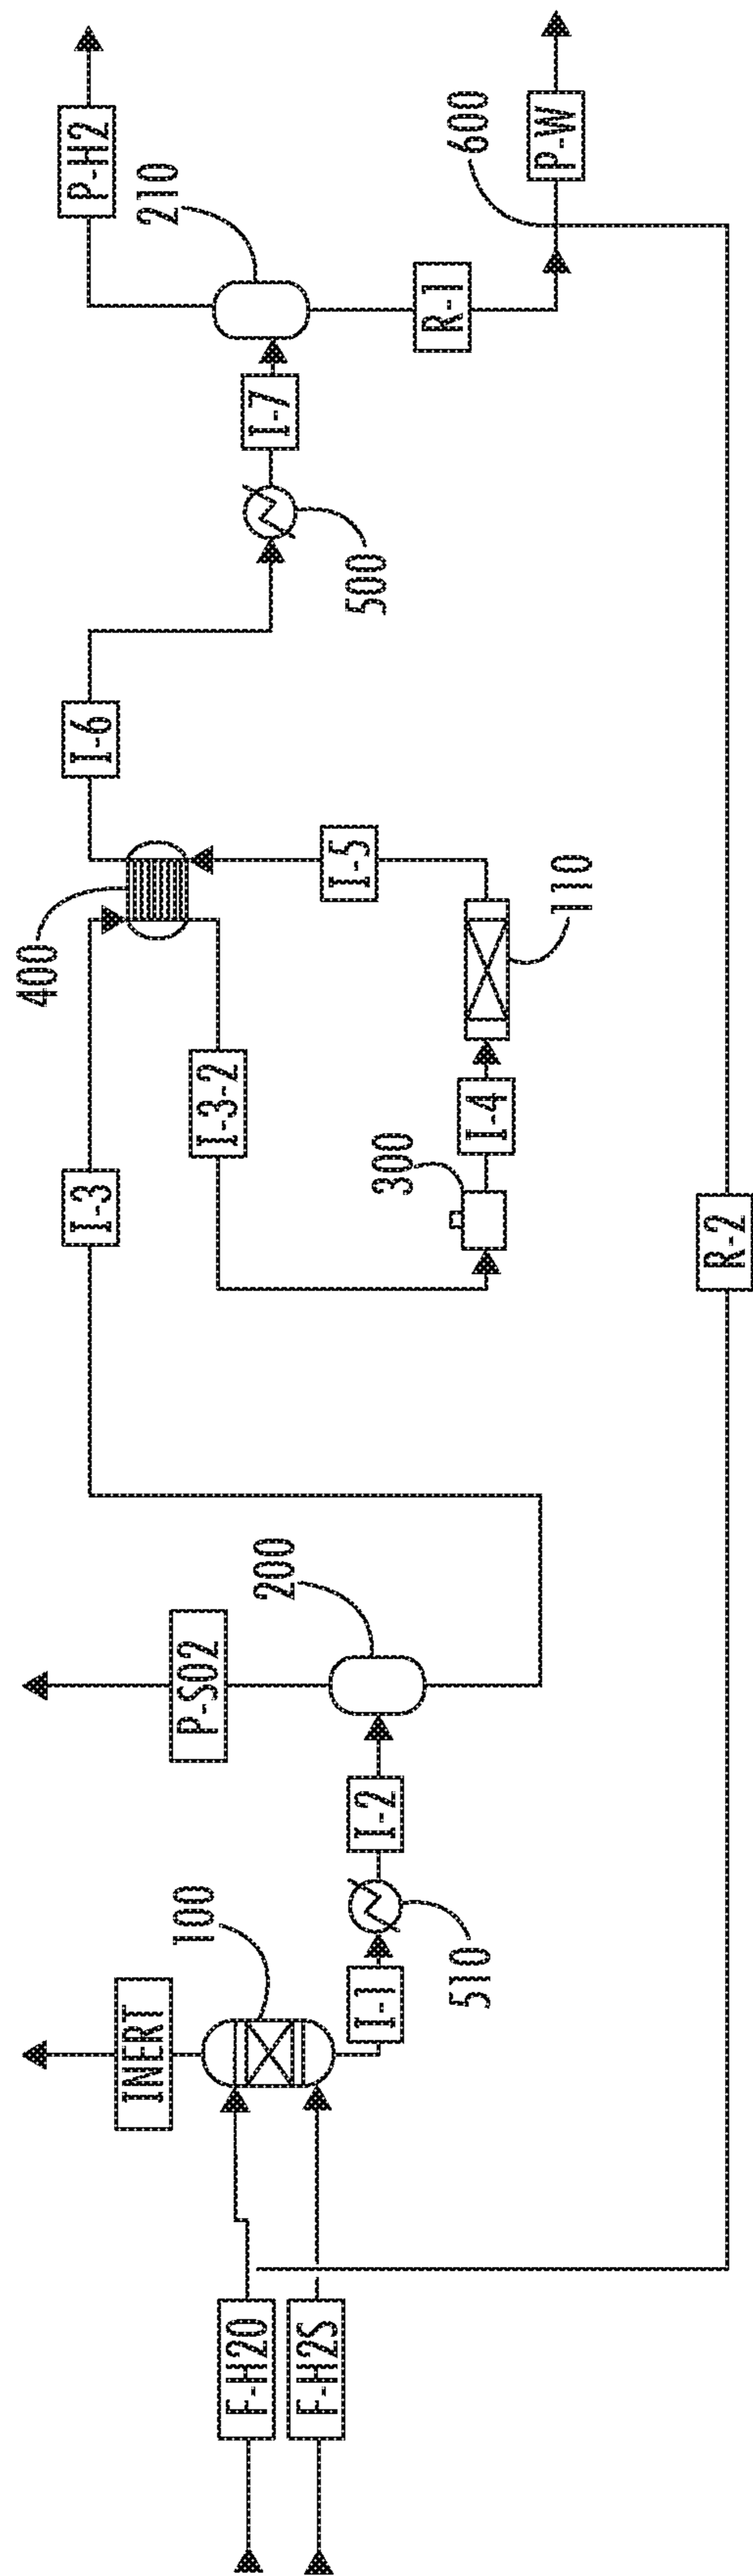 F-H2O
F-H2S
INERT
100
I-1
510
I-2
P-SO2
200
I-3
400
I-3-2
300
I-4
110
I-5
I-6
500
I-7
210
P-H2
R-1
600
P-W
R-2